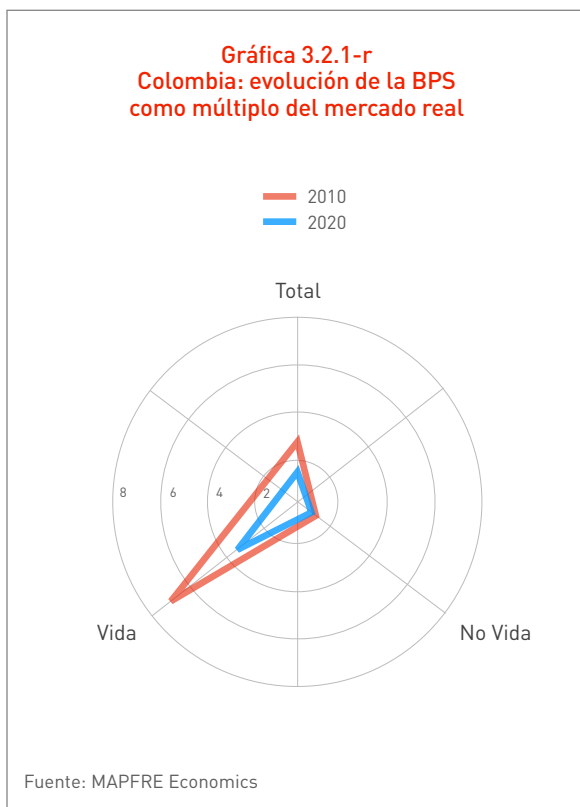 Gráfica 3.2.1-r
Colombia: evolución de la BPS
como múltiplo del mercado real
2010
2020
Total
8 6 4 2
Vida
No Vida
Fuente: MAPFRE Economics